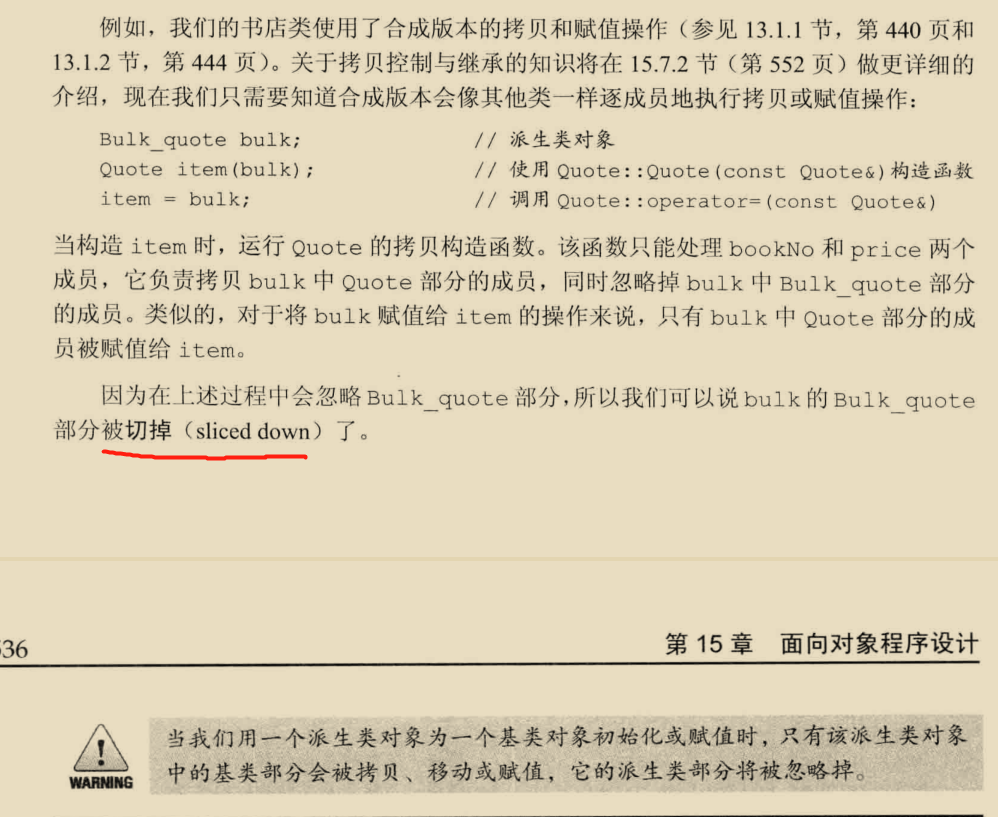 例如，我们的书店类使用了合成版本的拷贝和赋值操作（参见 13.1.1 节，第 440 页和
13.1.2 节，第 444 页）。关于拷贝控制与继承的知识将在 15.7.2 节（第 552 页）做更详细的
介绍，现在我们只需要知道合成版本会像其他类一样逐成员地执行拷贝或赋值操作：
Bulk_quote bulk; // 派生类对象
Quote item(bulk); // 使用 Quote::Quote(const Quote&) 构造函数
item = bulk; // 调用 Quote::operator=(const Quote&)
当构造 item 时，运行 Quote 的拷贝构造函数。该函数只能处理 bookNo 和 price 两个
成员，它负责拷贝 bulk 中 Quote 部分的成员，同时忽略掉 bulk 中 Bulk_quote 部分
的成员。类似的，对于将 bulk 赋值给 item 的操作来说，只有 bulk 中 Quote 部分的成
员被赋值给 item。
因为在上述过程中会忽略 Bulk_quote 部分，所以我们可以说 bulk 的 Bulk_quote
部分被切掉（sliced down）了。
536
第 15 章 面向对象程序设计
当我们用一个派生类对象为一个基类对象初始化或赋值时，只有该派生类对象
中的基类部分会被拷贝、移动或赋值，它的派生类部分将被忽略掉。
WARNING